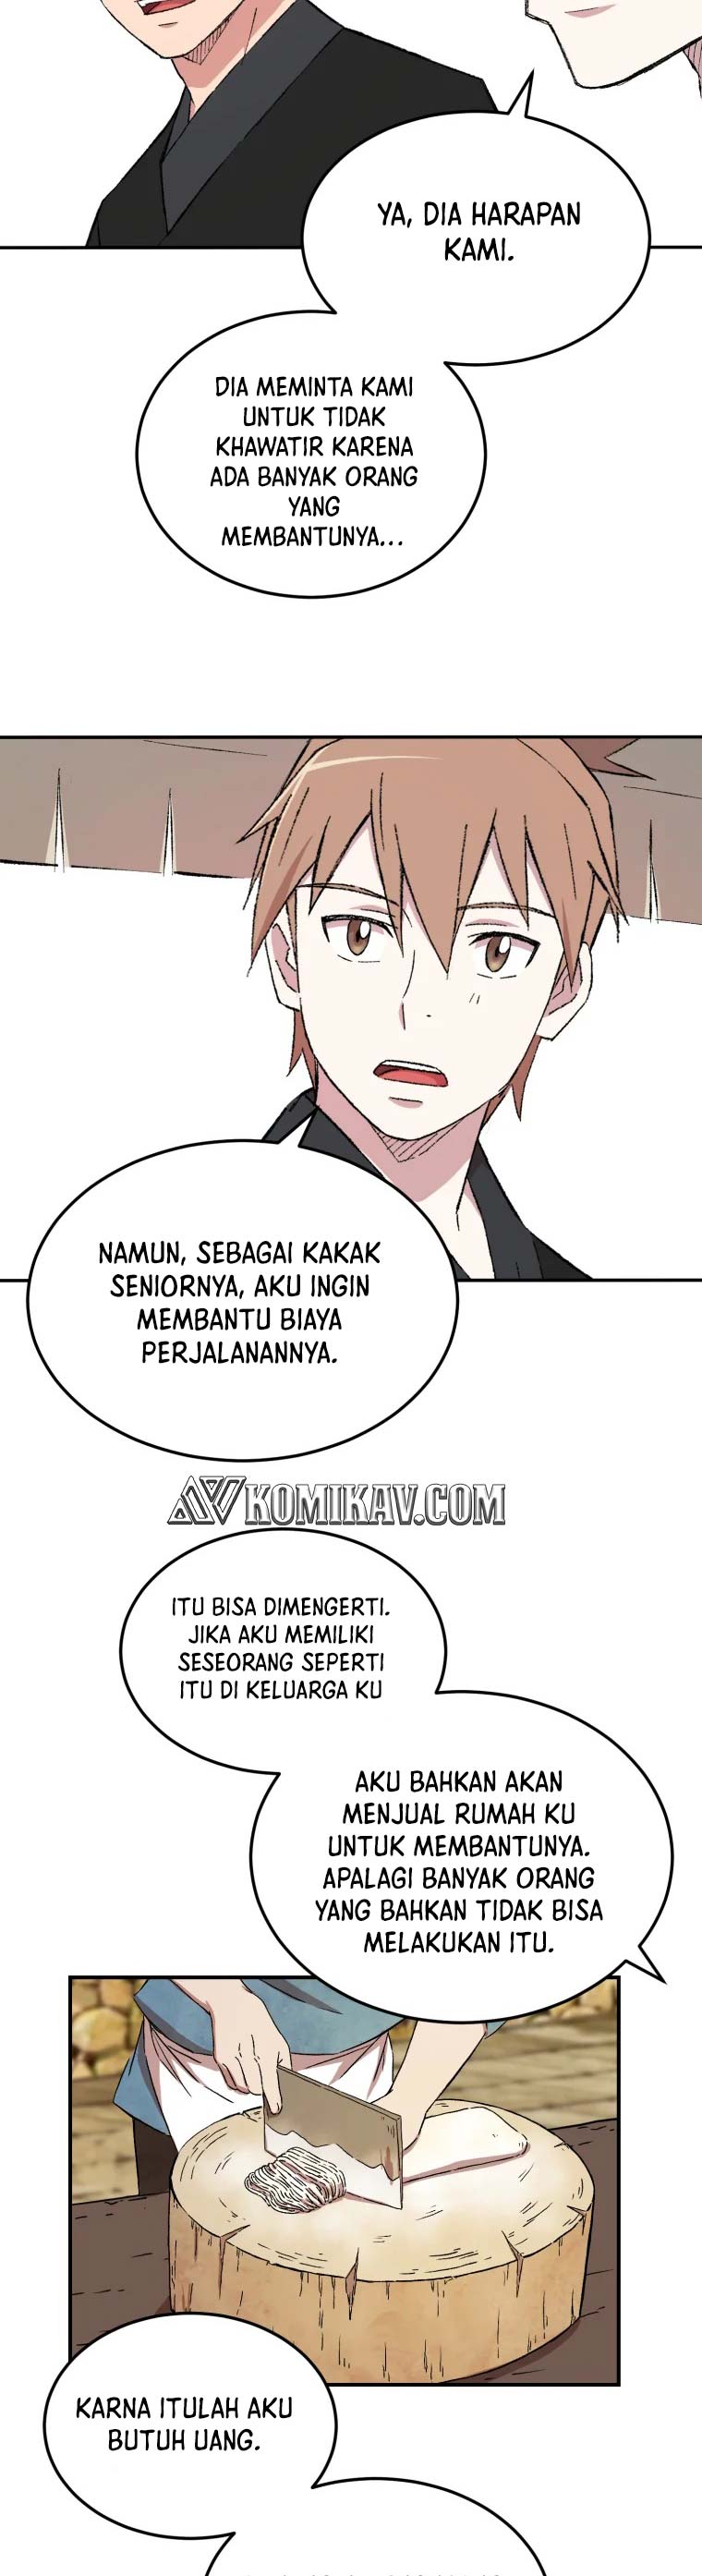 YA, DIA HARAPAN
KAMI.
DIA MEMINTA KAMI
UNTUK TIDAK
KHAWATIR KARENA
ADA BANYAK ORANG
YANG
MEMBANTUNYA...
NAMUN, SEBAGAI KAKAK
SENIORNYA, AKU INGIN
MEMBANTU BIAYA
PERJALANANNYA.
KOMIKAV.COM
ITU BISA DIMENGERTI.
JIKA AKU MEMILIKI
SESEORANG SEPERTI
ITU DI KELUARGA KU
AKU BAHKAN AKAN
MENJUAL RUMAH KU
UNTUK MEMBANTUNYA.
APALAGI BANYAK ORANG
YANG BAHKAN TIDAK BISA
MELAKUKAN ITU.
KARNA ITULAH AKU
BUTUH UANG.